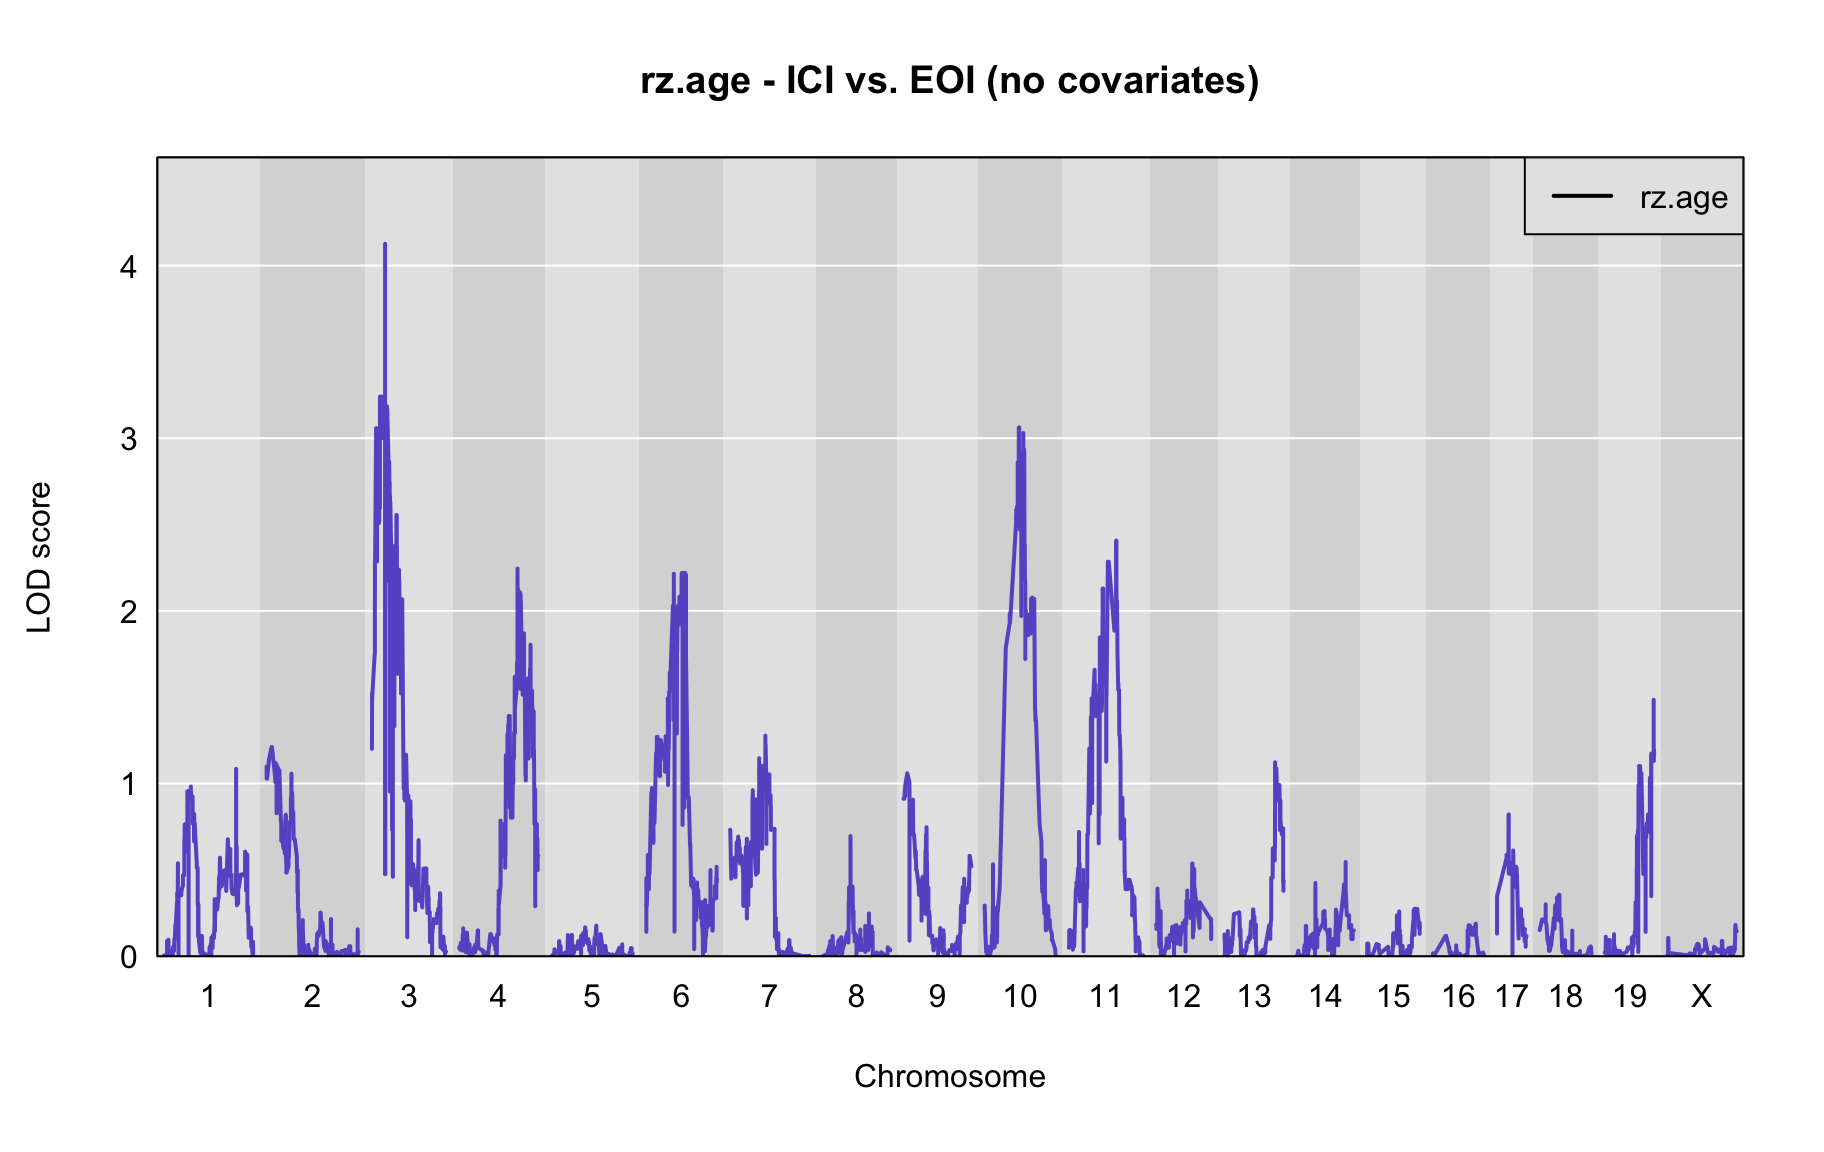 rz.age - ICI vs. EOI (no covariates)
rz.age
4
3
2
1
0
LOD score
1 2 3 4 5 6 7 8 9 10 11 12 13 14 15 16 17 18 19 X
Chromosome